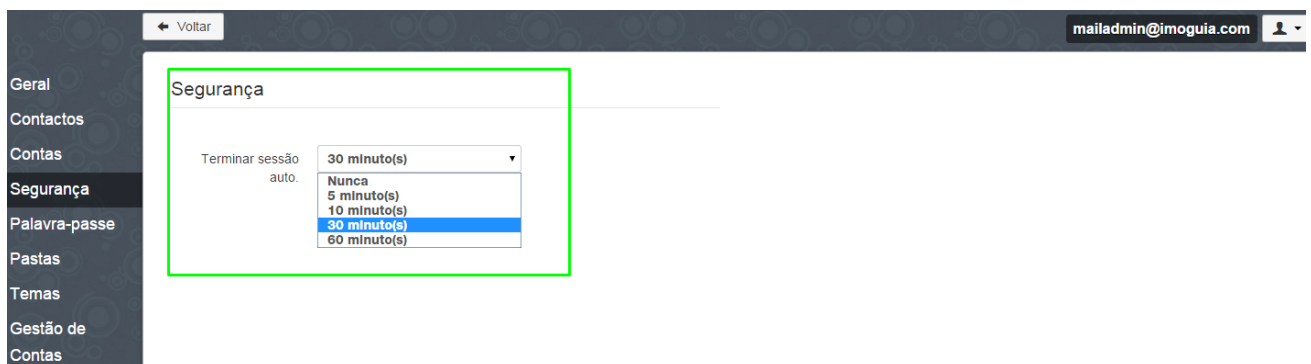 Voltar
mailadmin@imoguia.com
Geral
Contactos
Contas
Segurança
Palavra-passe
Pastas
Temas
Gestão de
Contas
Segurança
Terminar sessão
auto.
30 minuto(s)
Nunca
5 minuto(s)
10 minuto(s)
30 minuto(s)
60 minuto(s)